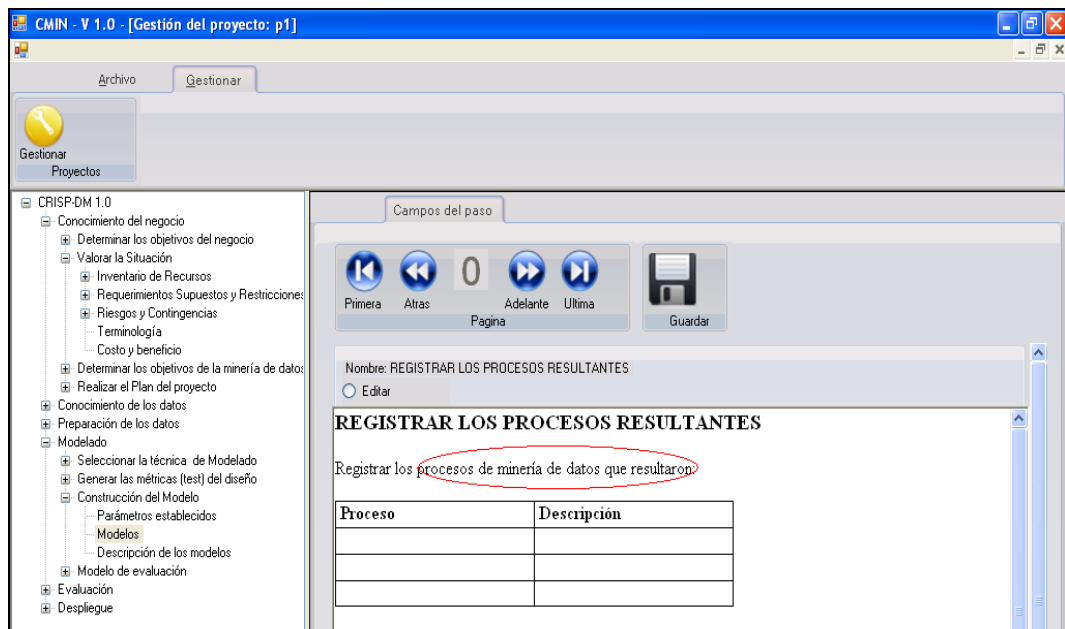 CMIN - V 1.0 - [Gestión del proyecto: p1]
Archivo
Gestionar
Gestionar
Proyectos
CRISP-DM 1.0
Conocimiento del negocio
Determinar los objetivos del negocio
Valorar la Situación
Inventario de Recursos
Requerimientos Supuestos y Restricciones
Riesgos y Contingencias
Terminología
Costo y beneficio
Determinar los objetivos de la minería de datos
Realizar el Plan del proyecto
Conocimiento de los datos
Preparación de los datos
Modelado
Seleccionar la técnica de Modelado
Generar las métricas (test) del diseño
Construcción del Modelo
Parámetros establecidos
Modelos
Descripción de los modelos
Modelo de evaluación
Evaluación
Despliegue
Campos del paso
0
Primera Atras Adelante Ultima
Pagina
Guardar
Nombre: REGISTRAR LOS PROCESOS RESULTANTES
Editar
REGISTRAR LOS PROCESOS RESULTANTES
Registrar los procesos de minería de datos que resultaron:
Proceso Descripción